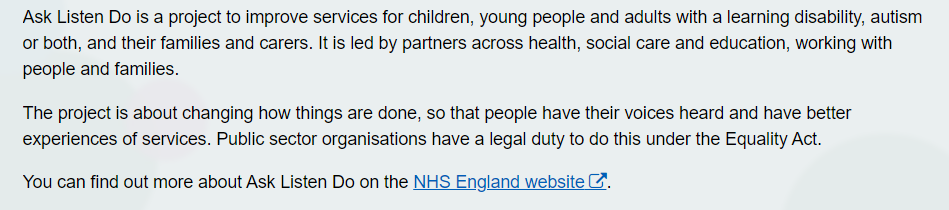 Ask Listen Do is a project to improve services for children, young people and adults with a learning disability, autism
or both, and their families and carers. It is led by partners across health, social care and education, working with
people and families.
The project is about changing how things are done, so that people have their voices heard and have better
experiences of services. Public sector organisations have a legal duty to do this under the Equality Act.
You can find out more about Ask Listen Do on the NHS England website.